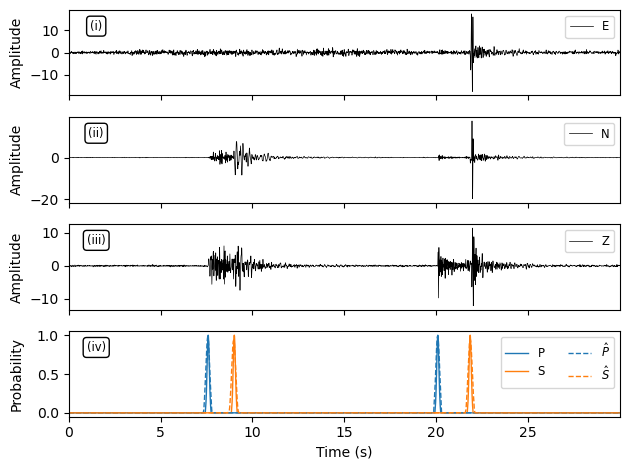 Amplitude
10
0
−10
(i)
E
Amplitude
0
−20
(ii)
N
Amplitude
10
0
−10
(iii)
Z
Probability
1.0
0.5
0.0
(iv)
P
S
P̂
Ŝ
0 5 10 15 20 25
Time (s)